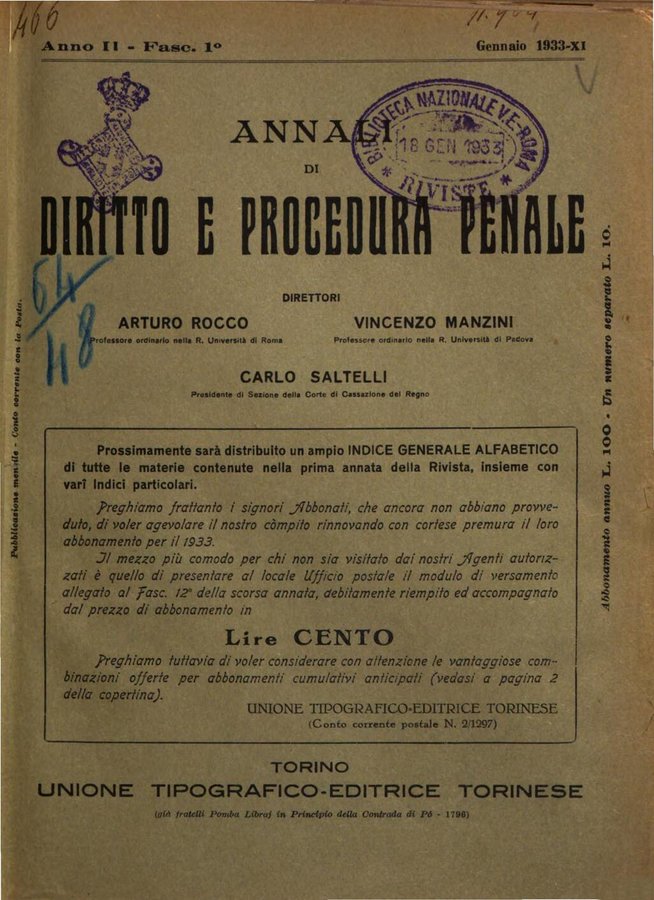 466
Anno II - Fasc. 1º
Gennaio 1933-XI
BIBLIOTECA NAZIONALE V.E. ROMA
18 GEN 1933
* RIVISTE *
ANNALI
DI
DIRITTO E PROCEDURA PENALE
64
48
DIRETTORI
ARTURO ROCCO
Professore ordinario nella R. Università di Roma
VINCENZO MANZINI
Professore ordinario nella R. Università di Padova
CARLO SALTELLI
Presidente di Sezione della Corte di Cassazione del Regno
Pubblicazione mensile - Conto corrente con la Posta.
Abbonamento annuo L. 100 - Un numero separato L. 10.
Prossimamente sarà distribuito un ampio INDICE GENERALE ALFABETICO
di tutte le materie contenute nella prima annata della Rivista, insieme con
varî Indici particolari.
Preghiamo frattanto i signori Abbonati, che ancora non abbiano provve-
duto, di voler agevolare il nostro còmpito rinnovando con cortese premura il loro
abbonamento per il 1933.
Il mezzo più comodo per chi non sia visitato dai nostri Agenti autoriz-
zati è quello di presentare al locale Ufficio postale il modulo di versamento
allegato al Fasc. 12º della scorsa annata, debitamente riempito ed accompagnato
dal prezzo di abbonamento in
Lire CENTO
Preghiamo tuttavia di voler considerare con attenzione le vantaggiose com-
binazioni offerte per abbonamenti cumulativi anticipati (vedasi a pagina 2
della copertina).
UNIONE TIPOGRAFICO-EDITRICE TORINESE
(Conto corrente postale N. 2/1297)
TORINO
UNIONE TIPOGRAFICO-EDITRICE TORINESE
(già fratelli Pomba Libraj in Principio della Contrada di Pò - 1796)